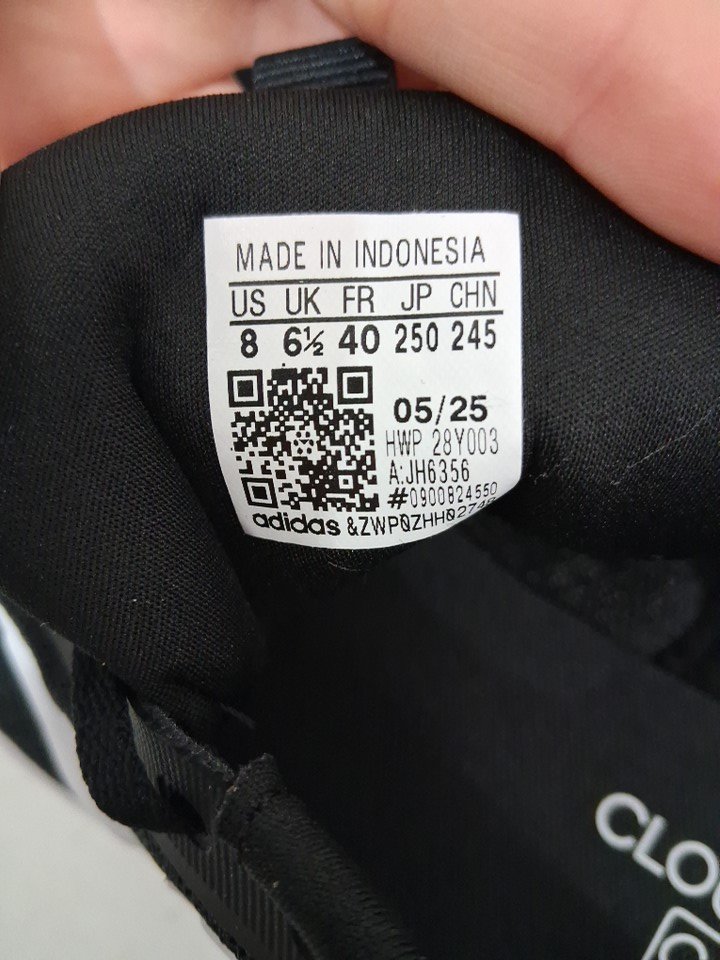 MADE IN INDONESIA
US UK FR JP CHN
8 6½ 40 250 245
05/25
HWP 28Y003
A:JH6356
#0900824550
adidas